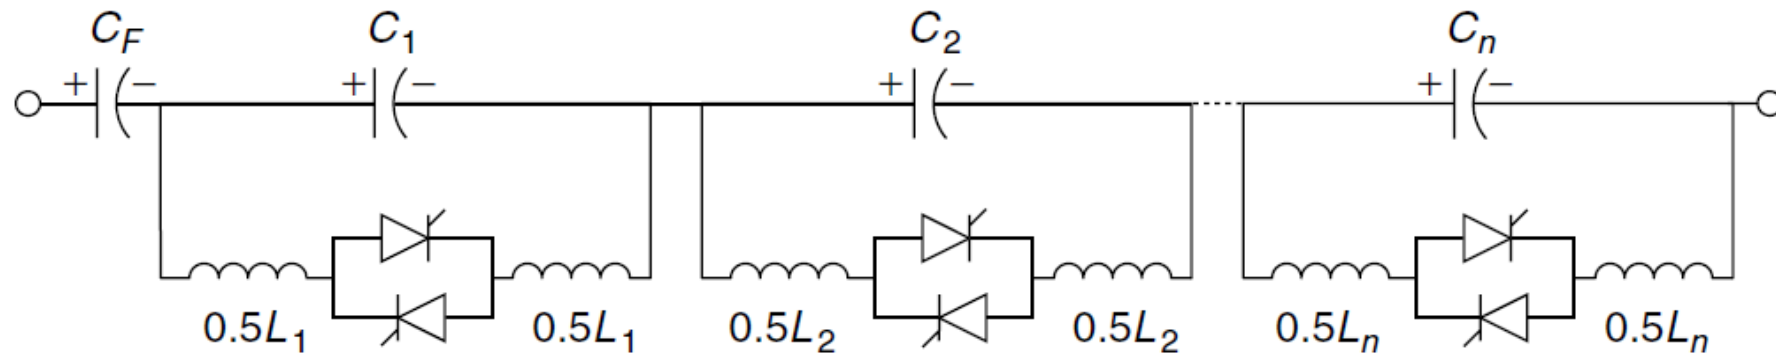 C_F C_1 C_2 C_n
+ − + − + − + −
0.5L_1 0.5L_1 0.5L_2 0.5L_2 0.5L_n 0.5L_n